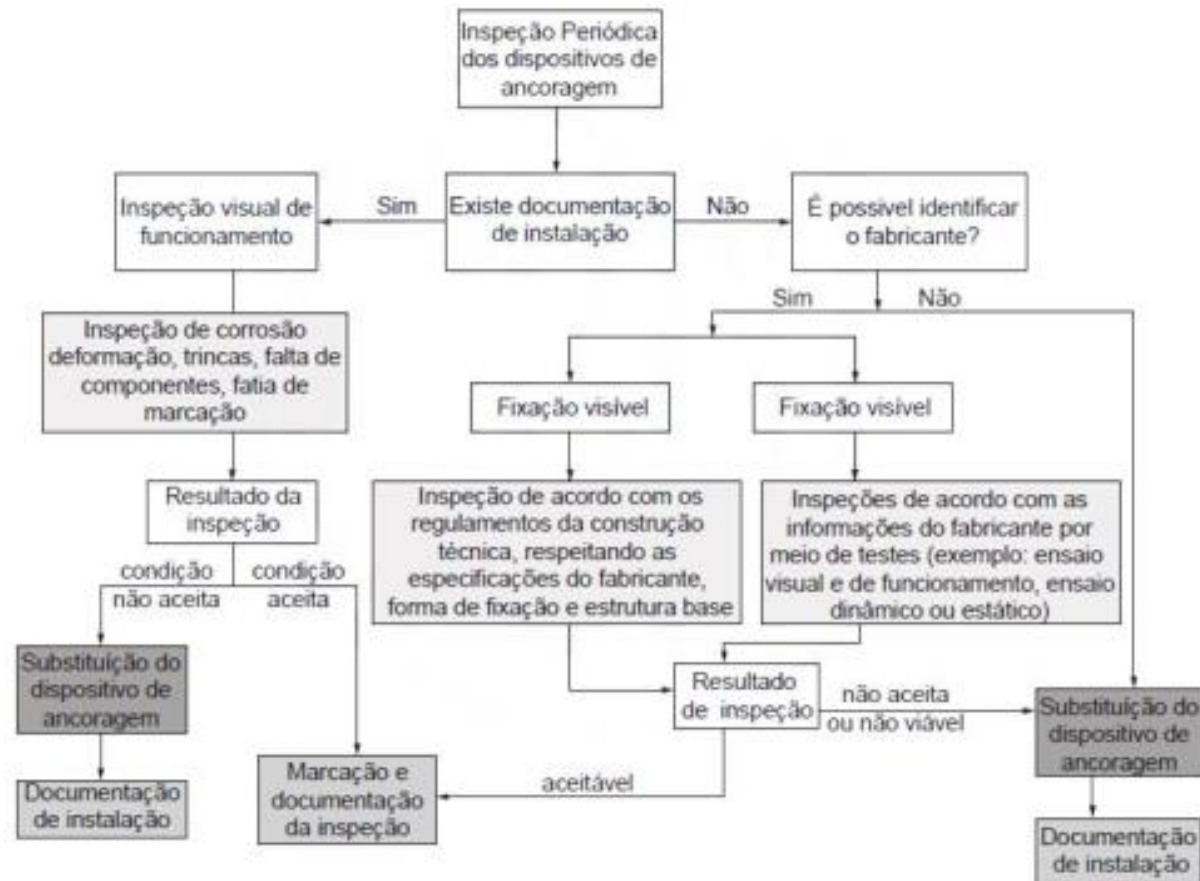 Inspeção Periódica
dos dispositivos de
ancoragem
Inspeção visual de
funcionamento
Sim
Existe documentação
de instalação
Não
É possivel identificar
o fabricante?
Sim
Não
Inspeção de corrosão
deformação, trincas, falta de
componentes, fatia de
marcação
Fixação visível
Fixação visível
Resultado da
inspeção
Inspeção de acordo com os
regulamentos da construção
técnica, respeitando as
especificações do fabricante,
forma de fixação e estrutura base
Inspeções de acordo com as
informações do fabricante por
meio de testes (exemplo: ensaio
visual e de funcionamento, ensaio
dinâmico ou estático)
condição
não aceita
condição
aceita
Substituição do
dispositivo de
ancoragem
Resultado
de inspeção
não aceita
ou não viável
Substituição do
dispositivo de
ancoragem
Documentação
de instalação
Marcação e
documentação
da inspeção
aceitável
Documentação
de instalação